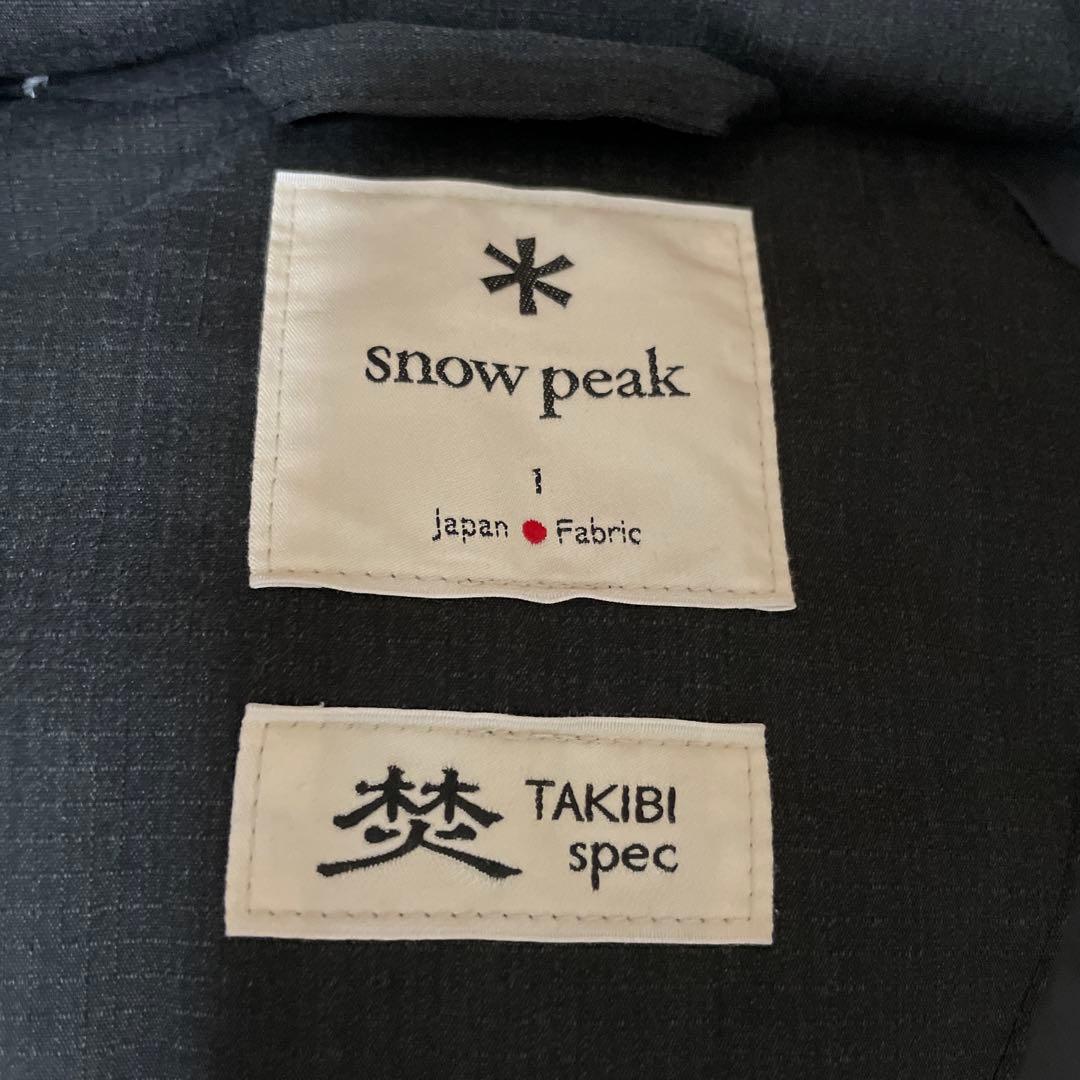 snow peak
1
Japan Fabric
焚 TAKIBI
spec